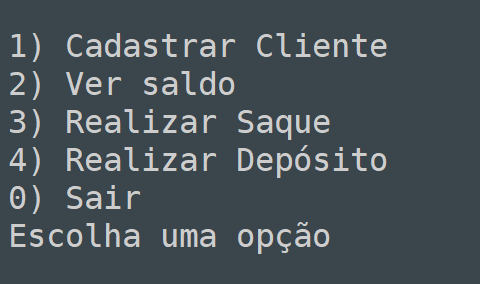 1) Cadastrar Cliente
2) Ver saldo
3) Realizar Saque
4) Realizar Depósito
0) Sair
Escolha uma opção